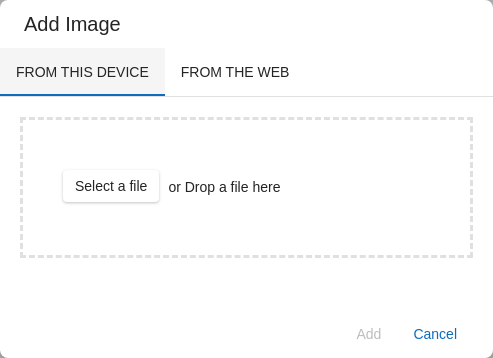 Add Image
FROM THIS DEVICE FROM THE WEB
Select a file or Drop a file here
Add Cancel